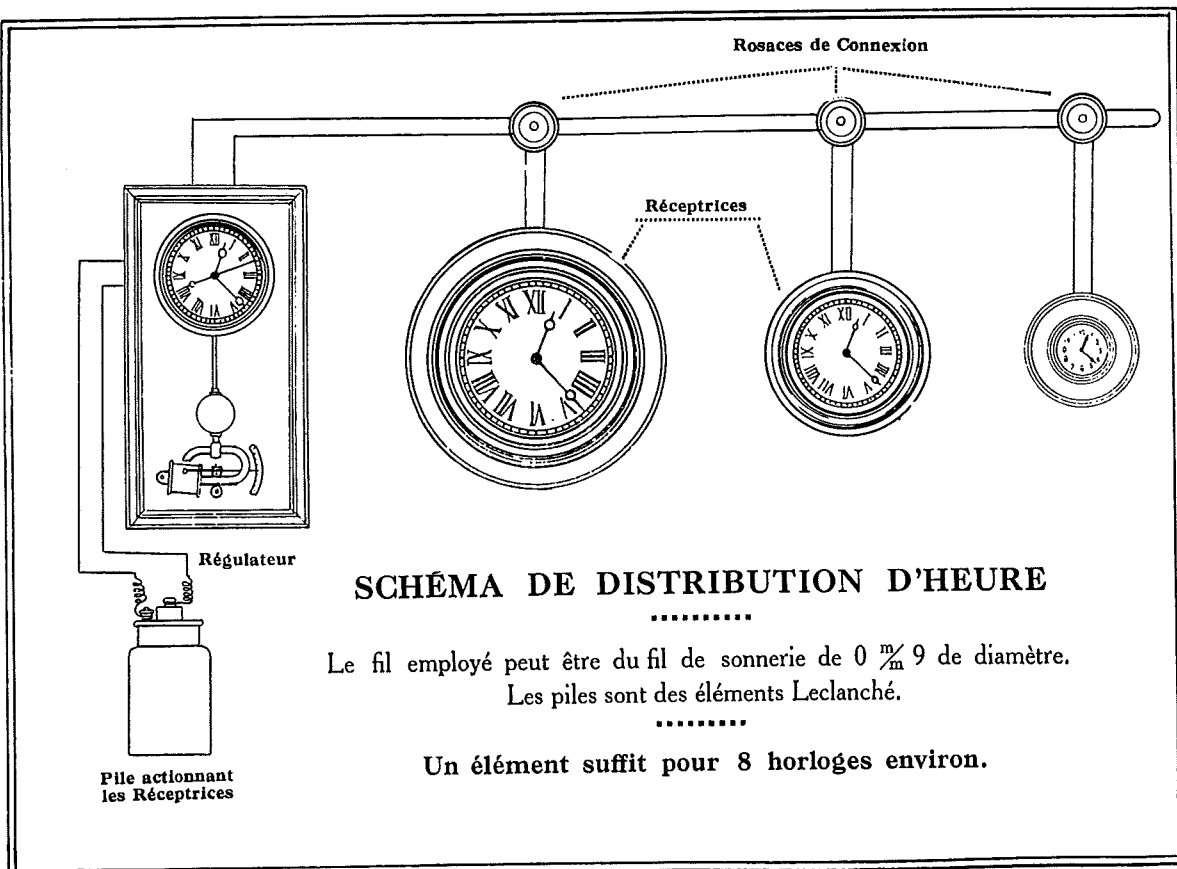 Rosaces de Connexion
Réceptrices
Régulateur
SCHÉMA DE DISTRIBUTION D'HEURE
Le fil employé peut être du fil de sonnerie de 0 m/m 9 de diamètre.
Les piles sont des éléments Leclanché.
Un élément suffit pour 8 horloges environ.
Pile actionnant
les Réceptrices